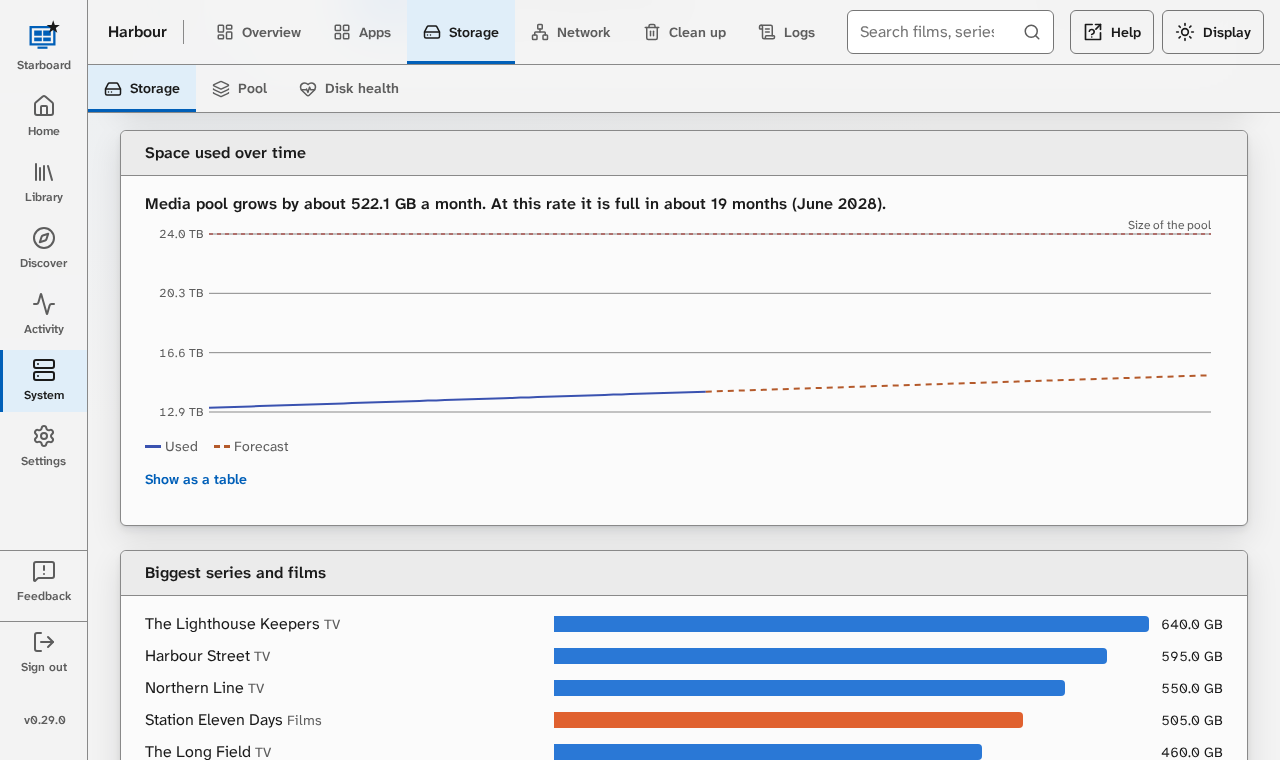 Starboard
Home
Library
Discover
Activity
System
Settings
Feedback
Sign out
v0.29.0
Harbour
Overview
Apps
Storage
Network
Clean up
Logs
Search films, series
Help
Display
Storage
Pool
Disk health
Space used over time
Media pool grows by about 522.1 GB a month. At this rate it is full in about 19 months (June 2028).
Size of the pool
24.0 TB
20.3 TB
16.6 TB
12.9 TB
Used
Forecast
Show as a table
Biggest series and films
The Lighthouse Keepers TV 640.0 GB
Harbour Street TV 595.0 GB
Northern Line TV 550.0 GB
Station Eleven Days Films 505.0 GB
The Long Field TV 460.0 GB